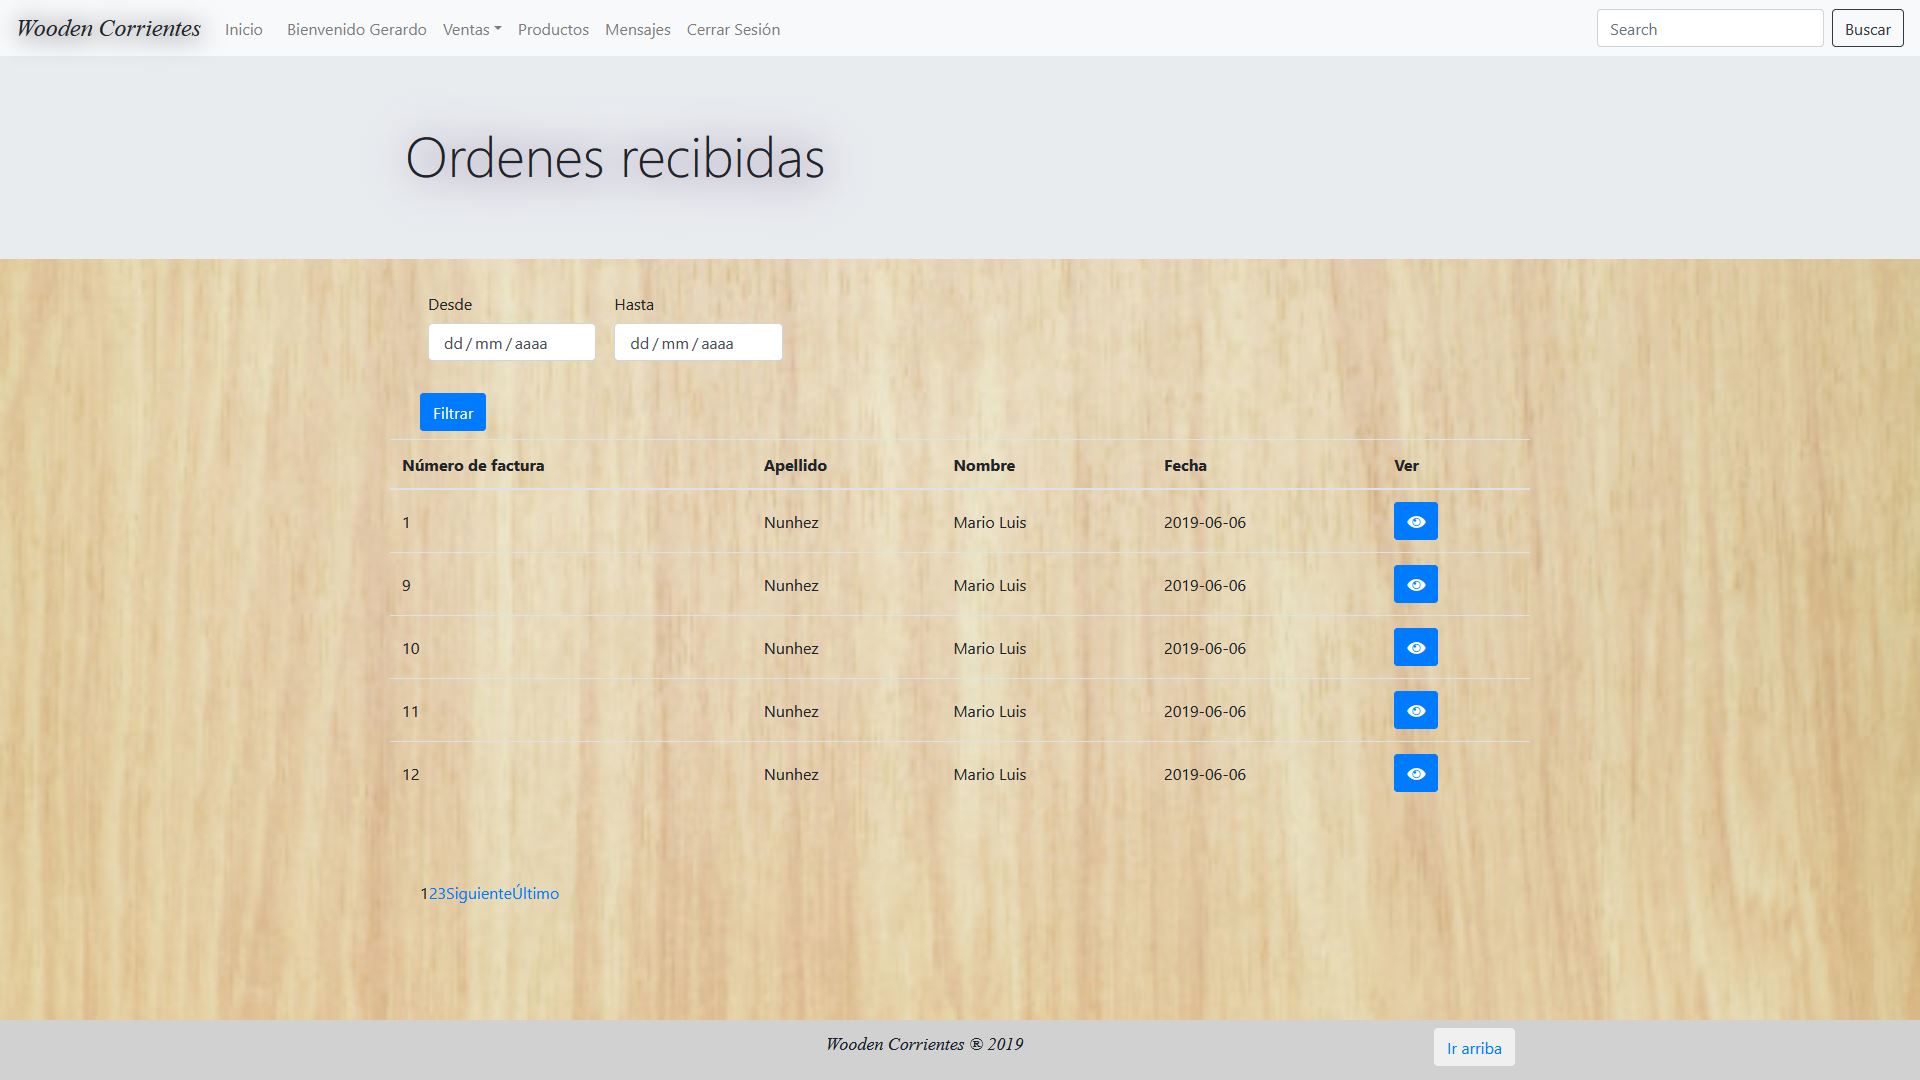 Wooden Corrientes Inicio Bienvenido Gerardo Ventas Productos Mensajes Cerrar Sesión Search Buscar
Ordenes recibidas
Desde Hasta
dd/mm/aaaa dd/mm/aaaa
Filtrar
Número de factura Apellido Nombre Fecha Ver
1 Nunhez Mario Luis 2019-06-06
9 Nunhez Mario Luis 2019-06-06
10 Nunhez Mario Luis 2019-06-06
11 Nunhez Mario Luis 2019-06-06
12 Nunhez Mario Luis 2019-06-06
123SiguienteÚltimo
Wooden Corrientes ® 2019 Ir arriba